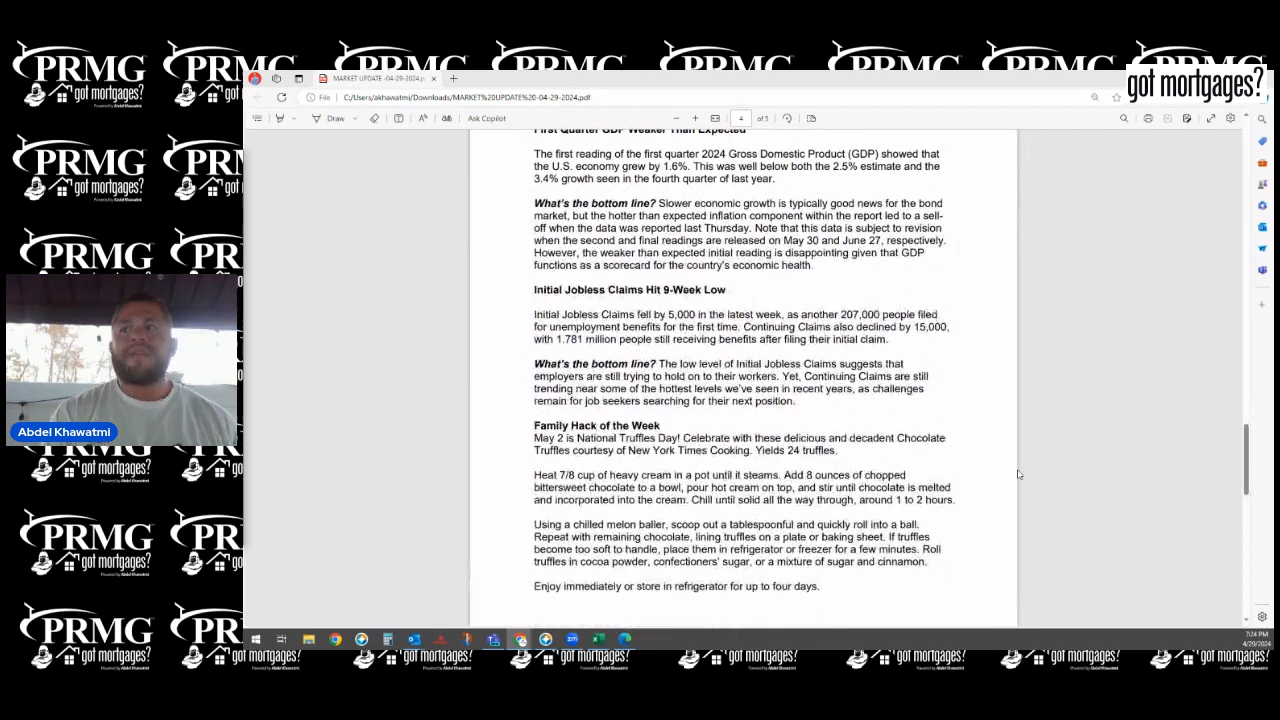 PRMG
got mortgages?
Powered by Abdel Khawatmi
got mortgages?
MARKET UPDATE -04-29-2024.p
File
C:/Users/akhawatmi/Downloads/MARKET%20UPDATE%20-04-29-2024.pdf
Draw
Ask Copilot
4
of 5
First Quarter GDP Weaker Than Expected
The first reading of the first quarter 2024 Gross Domestic Product (GDP) showed that
the U.S. economy grew by 1.6%. This was well below both the 2.5% estimate and the
3.4% growth seen in the fourth quarter of last year.
What's the bottom line? Slower economic growth is typically good news for the bond
market, but the hotter than expected inflation component within the report led to a sell-
off when the data was reported last Thursday. Note that this data is subject to revision
when the second and final readings are released on May 30 and June 27, respectively.
However, the weaker than expected initial reading is disappointing given that GDP
functions as a scorecard for the country's economic health.
Initial Jobless Claims Hit 9-Week Low
Initial Jobless Claims fell by 5,000 in the latest week, as another 207,000 people filed
for unemployment benefits for the first time. Continuing Claims also declined by 15,000,
with 1.781 million people still receiving benefits after filing their initial claim.
What's the bottom line? The low level of Initial Jobless Claims suggests that
employers are still trying to hold on to their workers. Yet, Continuing Claims are still
trending near some of the hottest levels we've seen in recent years, as challenges
remain for job seekers searching for their next position.
Family Hack of the Week
May 2 is National Truffles Day! Celebrate with these delicious and decadent Chocolate
Truffles courtesy of New York Times Cooking. Yields 24 truffles.
Heat 7/8 cup of heavy cream in a pot until it steams. Add 8 ounces of chopped
bittersweet chocolate to a bowl, pour hot cream on top, and stir until chocolate is melted
and incorporated into the cream. Chill until solid all the way through, around 1 to 2 hours.
Using a chilled melon baller, scoop out a tablespoonful and quickly roll into a ball.
Repeat with remaining chocolate, lining truffles on a plate or baking sheet. If truffles
become too soft to handle, place them in refrigerator or freezer for a few minutes. Roll
truffles in cocoa powder, confectioners' sugar, or a mixture of sugar and cinnamon.
Enjoy immediately or store in refrigerator for up to four days.
Abdel Khawatmi
7:24 PM
4/29/2024